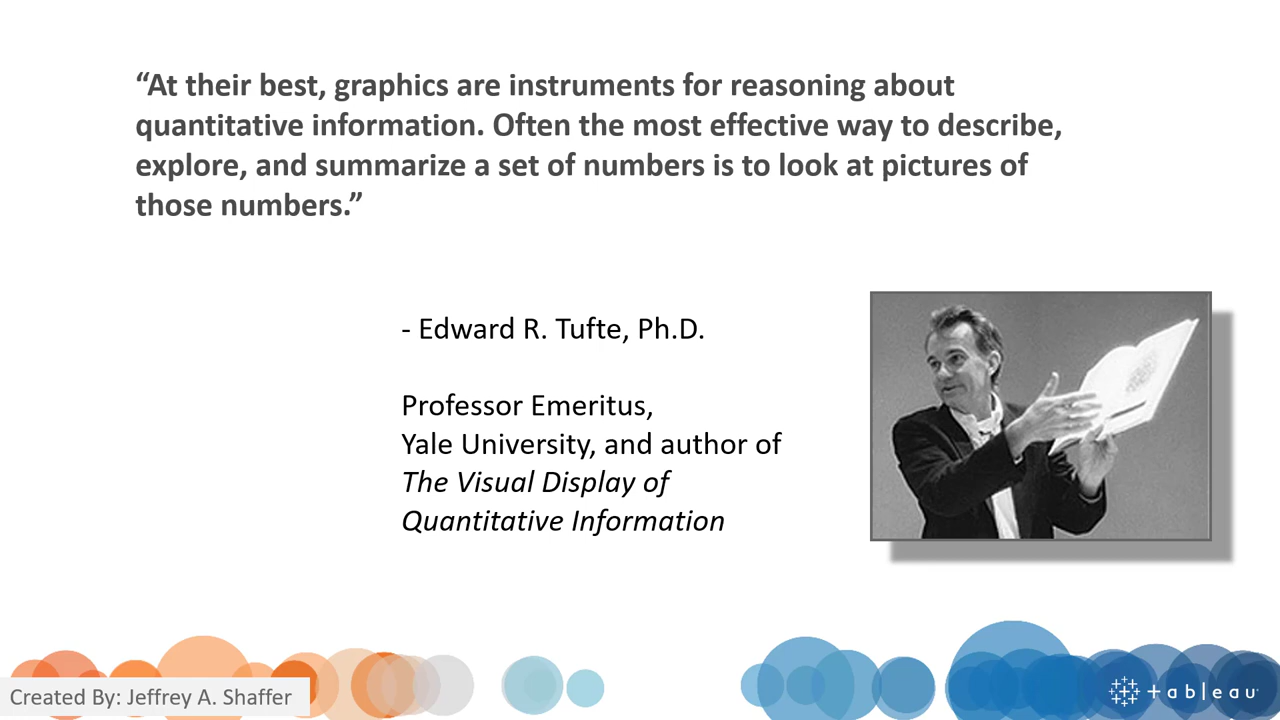 “At their best, graphics are instruments for reasoning about
quantitative information. Often the most effective way to describe,
explore, and summarize a set of numbers is to look at pictures of
those numbers.”
- Edward R. Tufte, Ph.D.
Professor Emeritus,
Yale University, and author of
The Visual Display of
Quantitative Information
Created By: Jeffrey A. Shaffer
tableau